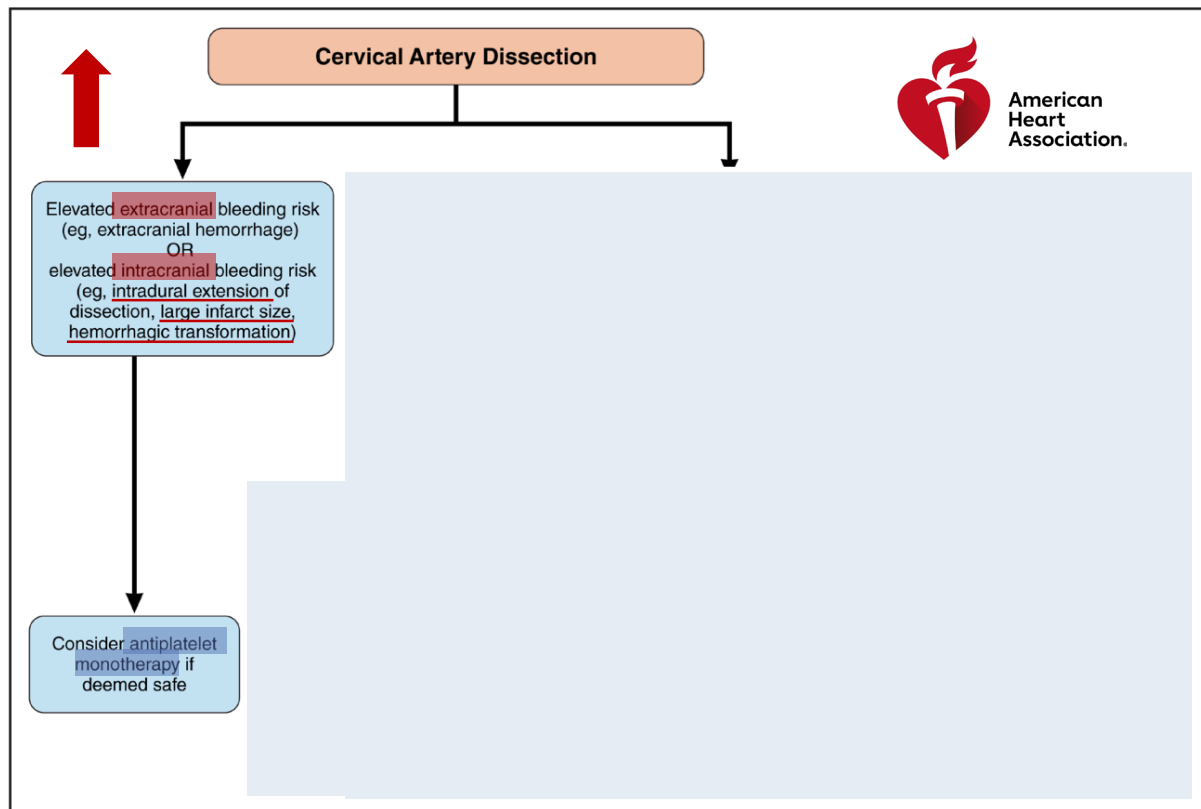 Cervical Artery Dissection
American
Heart
Association.
Elevated extracranial bleeding risk
(eg, extracranial hemorrhage)
OR
elevated intracranial bleeding risk
(eg, intradural extension of
dissection, large infarct size,
hemorrhagic transformation)
Consider antiplatelet
monotherapy if
deemed safe